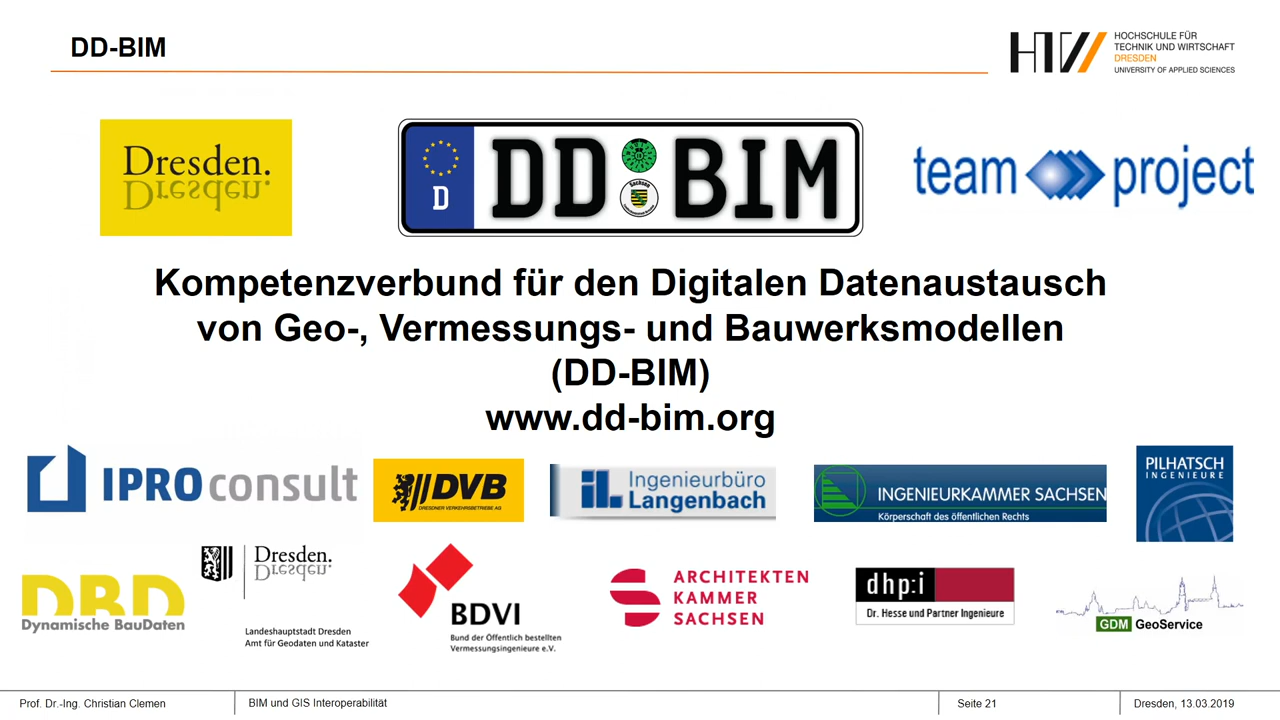 DD-BIM
HOCHSCHULE FÜR
TECHNIK UND WIRTSCHAFT
DRESDEN
UNIVERSITY OF APPLIED SCIENCES
Dresden.
Dresden.
D
DD BIM
Sachsen
team project
Kompetenzverbund für den Digitalen Datenaustausch
von Geo-, Vermessungs- und Bauwerksmodellen
(DD-BIM)
www.dd-bim.org
IPROconsult
DVB
DRESDNER VERKEHRSBETRIEBE AG
iL
Ingenieurbüro
Langenbach
INGENIEURKAMMER SACHSEN
Körperschaft des öffentlichen Rechts
PILHATSCH
INGENIEURE
DBD
Dynamische BauDaten
Dresden.
Dresden.
Landeshauptstadt Dresden
Amt für Geodaten und Kataster
BDVI
Bund der Öffentlich bestellten
Vermessungsingenieure e.V.
ARCHITEKTEN
KAMMER
SACHSEN
dhp:i
Dr. Hesse und Partner Ingenieure
GDM GeoService
Prof. Dr.-Ing. Christian Clemen
BIM und GIS Interoperabilität
Seite 21
Dresden, 13.03.2019